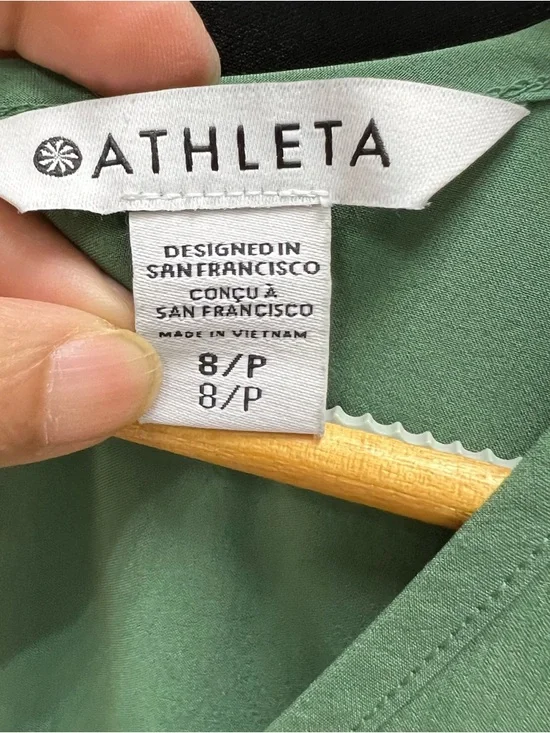 ATHLETA
DESIGNED IN
SAN FRANCISCO
CONÇU À
SAN FRANCISCO
MADE IN VIETNAM
8/P
8/P